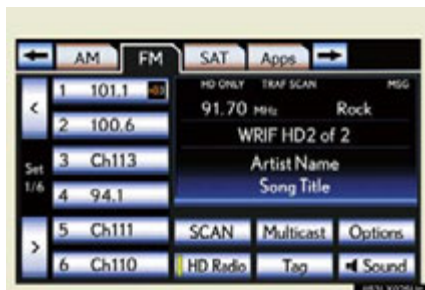 AM FM SAT Apps
HD ONLY TRAF SCAN MSG
91.70 MHz Rock
WRIF HD2 of 2
Artist Name
Song Title
Set
1/6
1 101.1
2 100.6
3 Ch113
4 94.1
5 Ch111
6 Ch110
SCAN Multicast Options
HD Radio Tag Sound